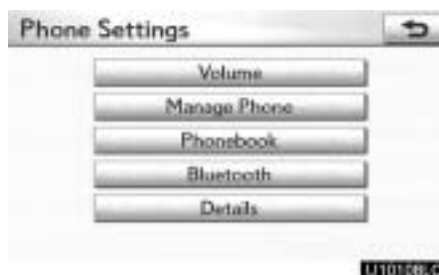 Phone Settings
Volume
Manage Phone
Phonebook
Bluetooth
Details